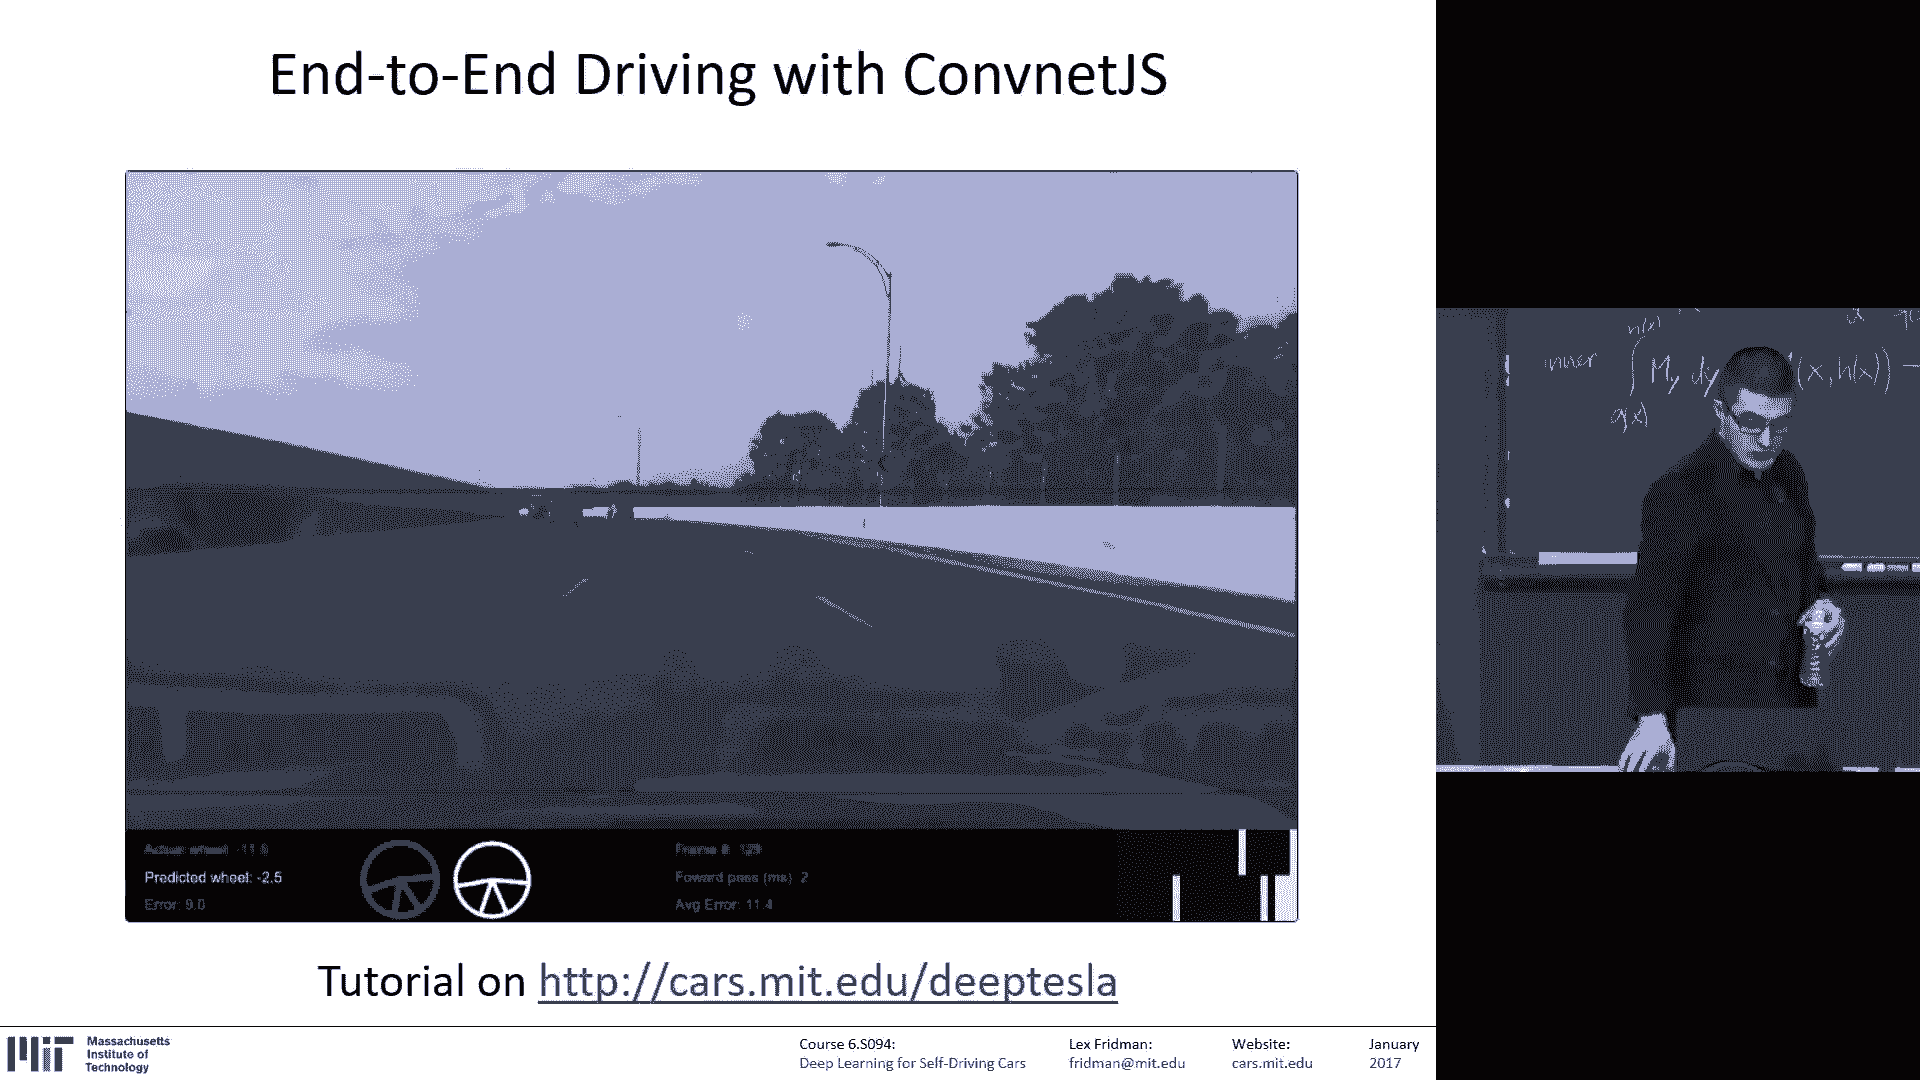 End-to-End Driving with ConvnetJS
inner
h(x)
∫ My dy
(x,h(x)) –
g(x)
Actual wheel: -11.5
Predicted wheel: -2.5
Error: 9.0
Frame #: 129
Foward pass (ms): 2
Avg Error: 11.4
Tutorial on http://cars.mit.edu/deeptesla
Massachusetts
Institute of
Technology
Course 6.S094:
Deep Learning for Self-Driving Cars
Lex Fridman:
fridman@mit.edu
Website:
cars.mit.edu
January
2017